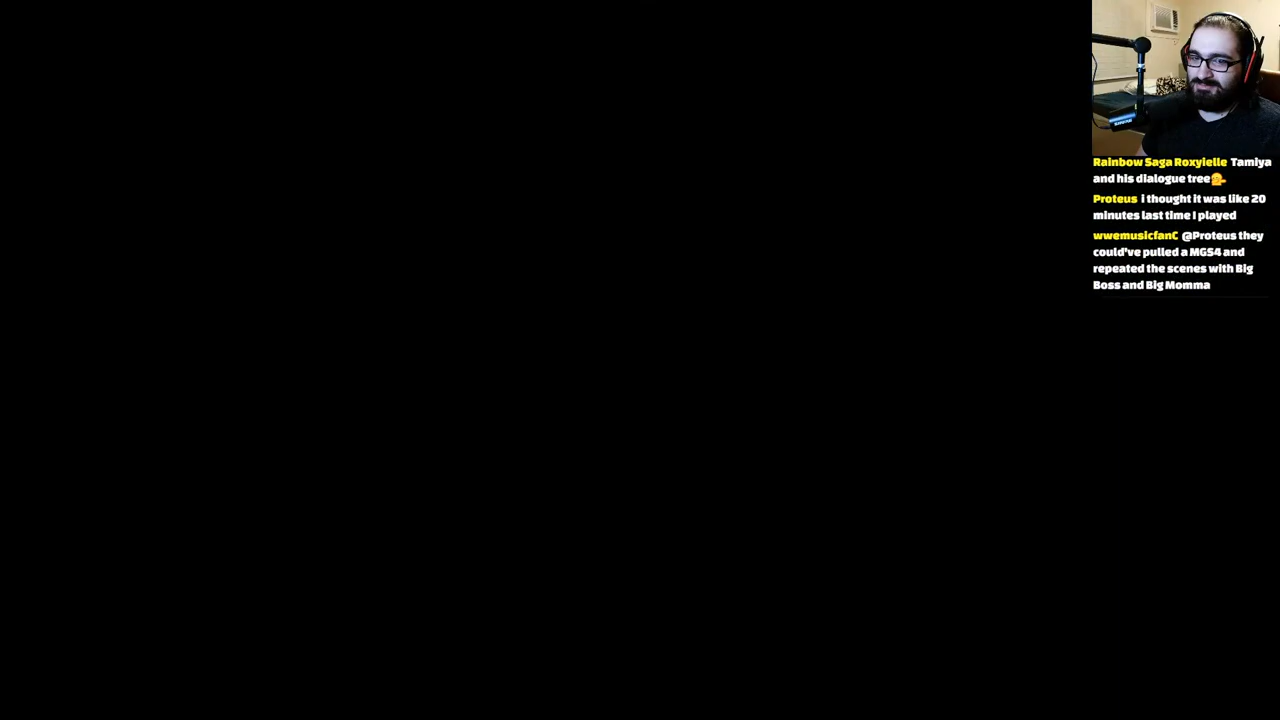 Rainbow Saga Roxyielle Tamiya
and his dialogue tree
Proteus i thought it was like 20
minutes last time I played
wwemusicfanC @Proteus they
could've pulled a MGS4 and
repeated the scenes with Big
Boss and Big Momma